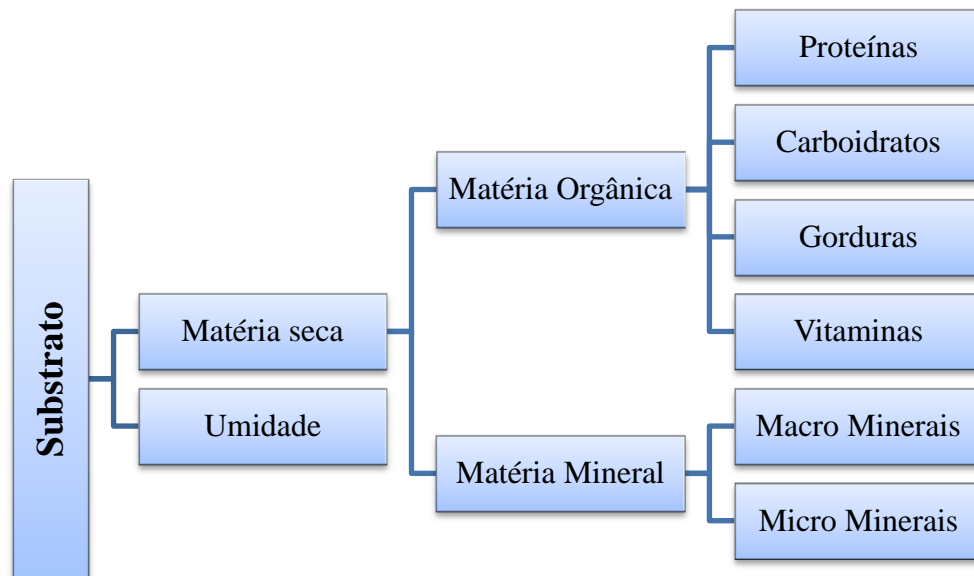 Substrato
Matéria seca
Umidade
Matéria Orgânica
Matéria Mineral
Proteínas
Carboidratos
Gorduras
Vitaminas
Macro Minerais
Micro Minerais